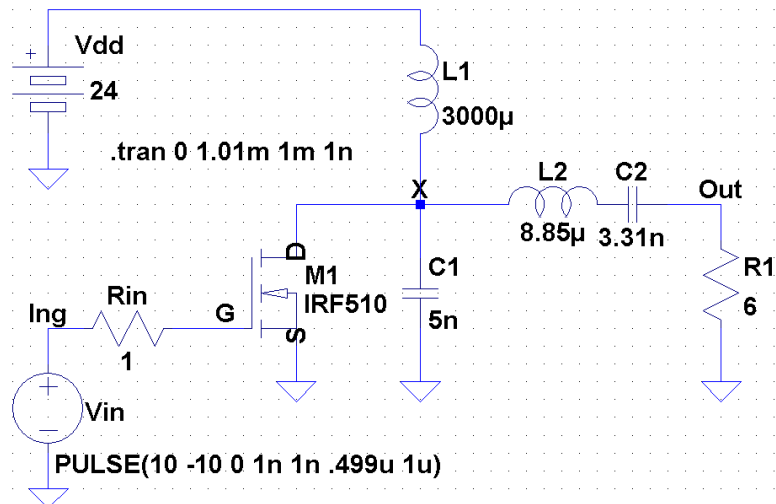 +
Vdd
24
L1
3000µ
.tran 0 1.01m 1m 1n
X
L2
8.85µ
C2
3.31n
Out
R1
6
D
M1
IRF510
S
G
C1
5n
Ing
Rin
1
+
Vin
PULSE(10 -10 0 1n 1n .499u 1u)